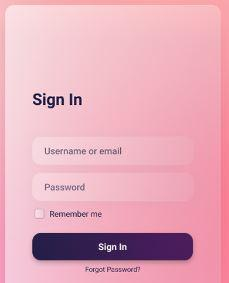 Sign In
Username or email
Password
Remember me
Sign In
Forgot Password?